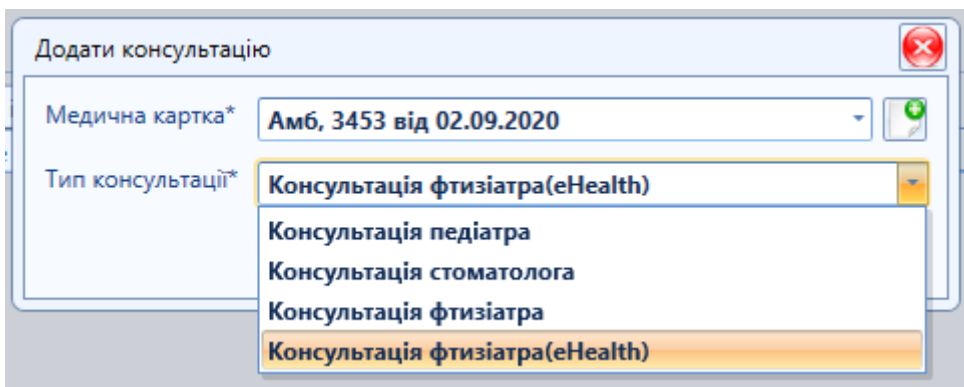 Додати консультацію
Медична картка* Амб, 3453 від 02.09.2020
Тип консультації* Консультація фтизіатра(eHealth)
Консультація педіатра
Консультація стоматолога
Консультація фтизіатра
Консультація фтизіатра(eHealth)